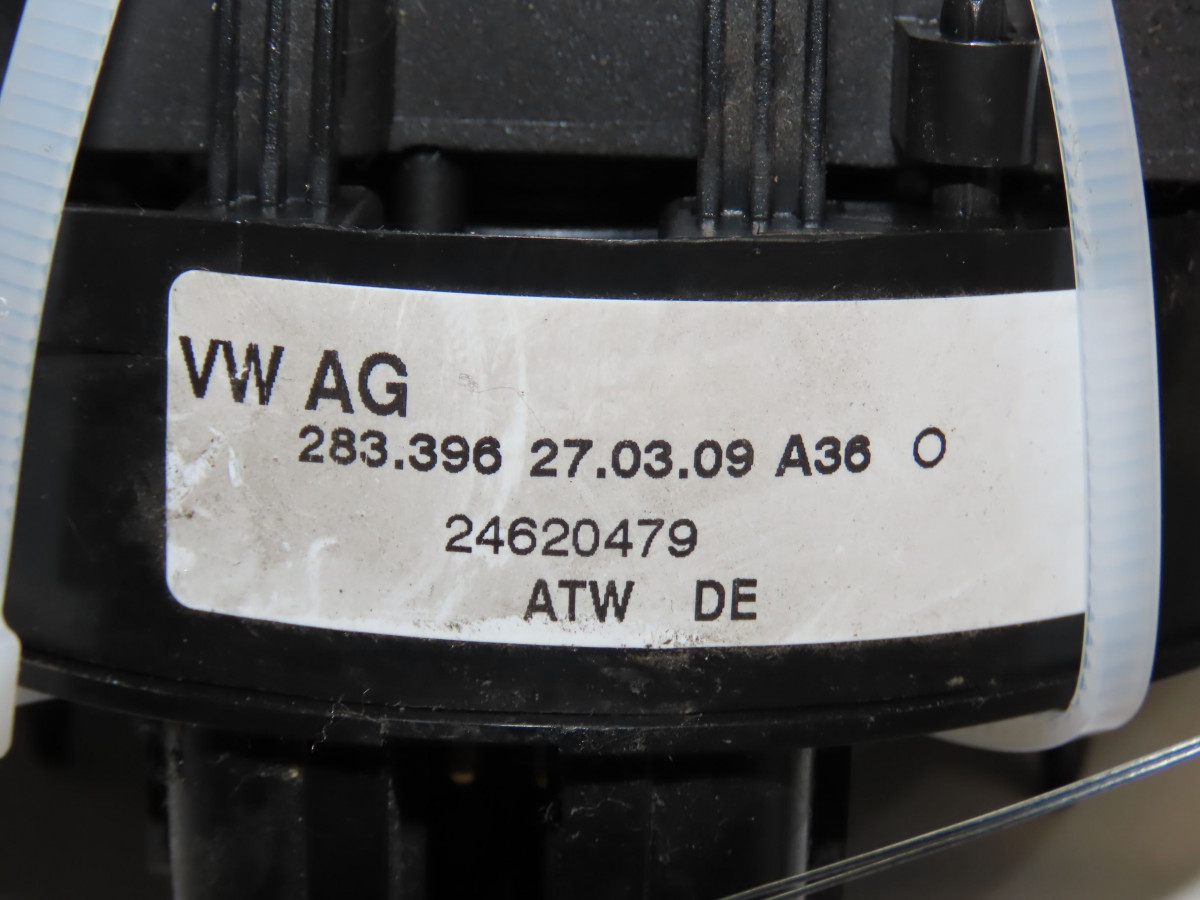 VW AG
283.396 27.03.09 A36 O
24620479
ATW DE